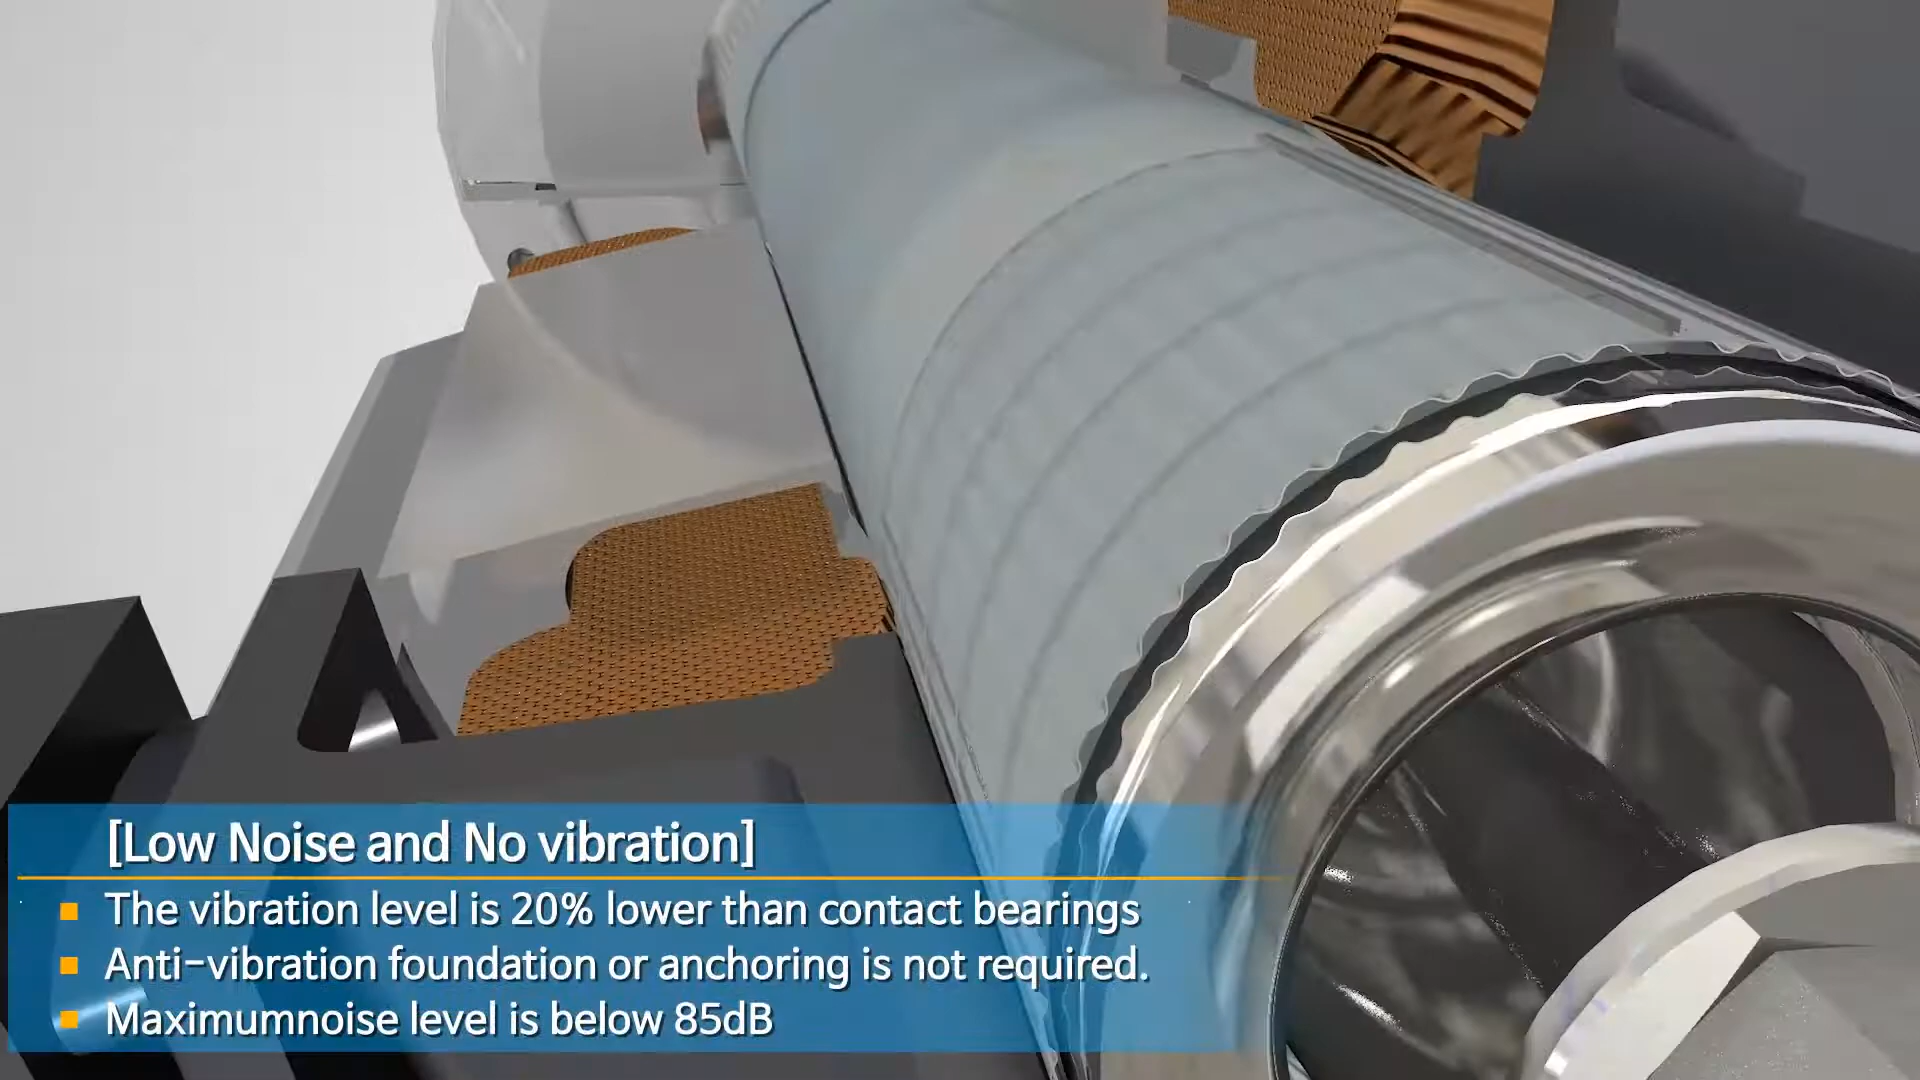 [Low Noise and No vibration]
The vibration level is 20% lower than contact bearings
Anti-vibration foundation or anchoring is not required.
Maximumnoise level is below 85dB